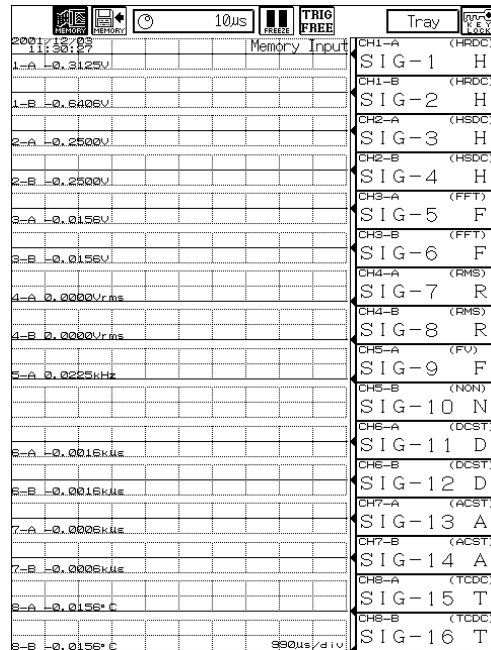 MEMORY MEMORY 10µs FREEZE TRIG FREE Tray KEY LOCK
2001/12/03 Memory Input
11:30:27
1-A -0.3125V
1-B -0.6406V
2-A -0.2500V
2-B -0.2500V
3-A -0.0156V
3-B -0.0156V
4-A 0.0000Vrms
4-B 0.0000Vrms
5-A 0.0225kHz
6-A -0.0016kµε
6-B -0.0016kµε
7-A -0.0006kµε
7-B -0.0006kµε
8-A -0.0156°C
8-B -0.0156°C 990µs/div
CH1-A (HRDC)
SIG-1 H
CH1-B (HRDC)
SIG-2 H
CH2-A (HSDC)
SIG-3 H
CH2-B (HSDC)
SIG-4 H
CH3-A (FFT)
SIG-5 F
CH3-B (FFT)
SIG-6 F
CH4-A (RMS)
SIG-7 R
CH4-B (RMS)
SIG-8 R
CH5-A (FV)
SIG-9 F
CH5-B (NON)
SIG-10 N
CH6-A (DCST)
SIG-11 D
CH6-B (DCST)
SIG-12 D
CH7-A (ACST)
SIG-13 A
CH7-B (ACST)
SIG-14 A
CH8-A (TCDC)
SIG-15 T
CH8-B (TCDC)
SIG-16 T